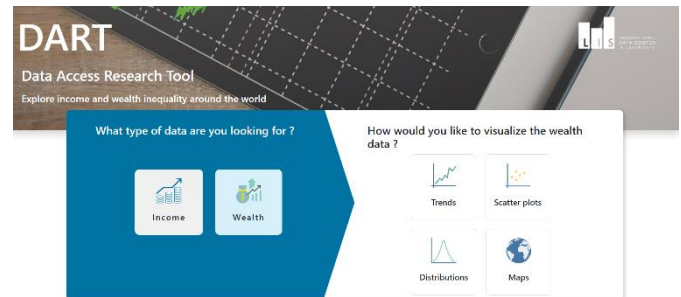 DART
Data Access Research Tool
Explore income and wealth inequality around the world
LIS
What type of data are you looking for ?
Income
Wealth
How would you like to visualize the wealth
data ?
Trends
Scatter plots
Distributions
Maps